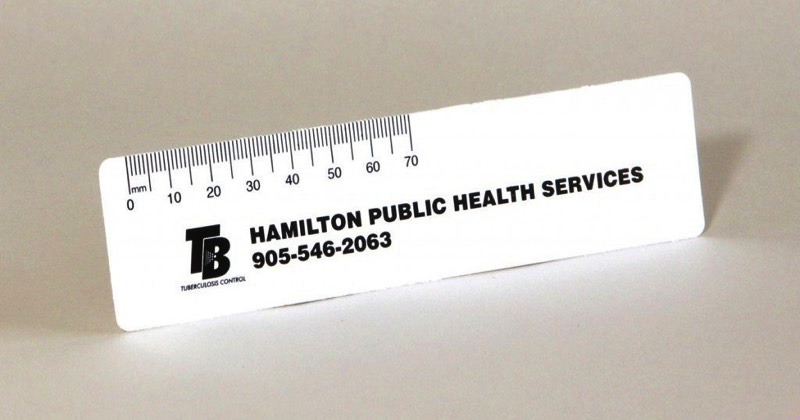 mm
0 10 20 30 40 50 60 70
TB
TUBERCULOSIS CONTROL
HAMILTON PUBLIC HEALTH SERVICES
905-546-2063